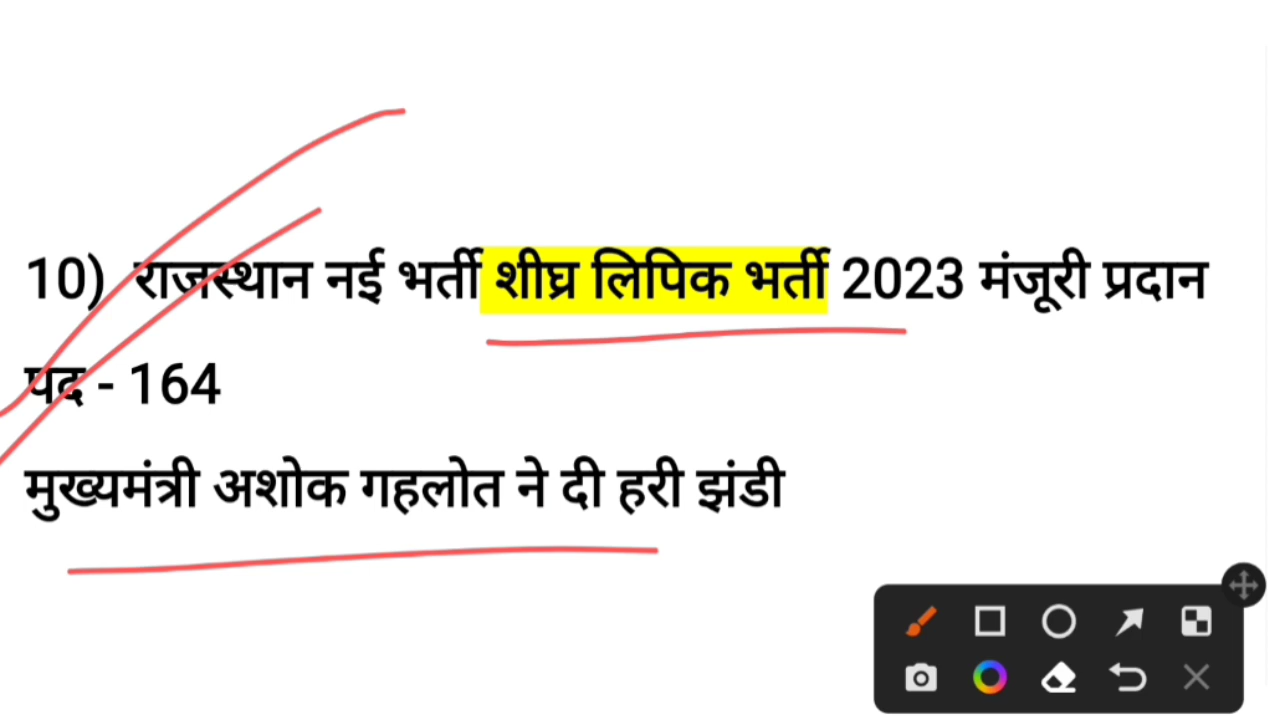 10) राजस्थान नई भर्ती शीघ्र लिपिक भर्ती 2023 मंजूरी प्रदान
पद - 164
मुख्यमंत्री अशोक गहलोत ने दी हरी झंडी